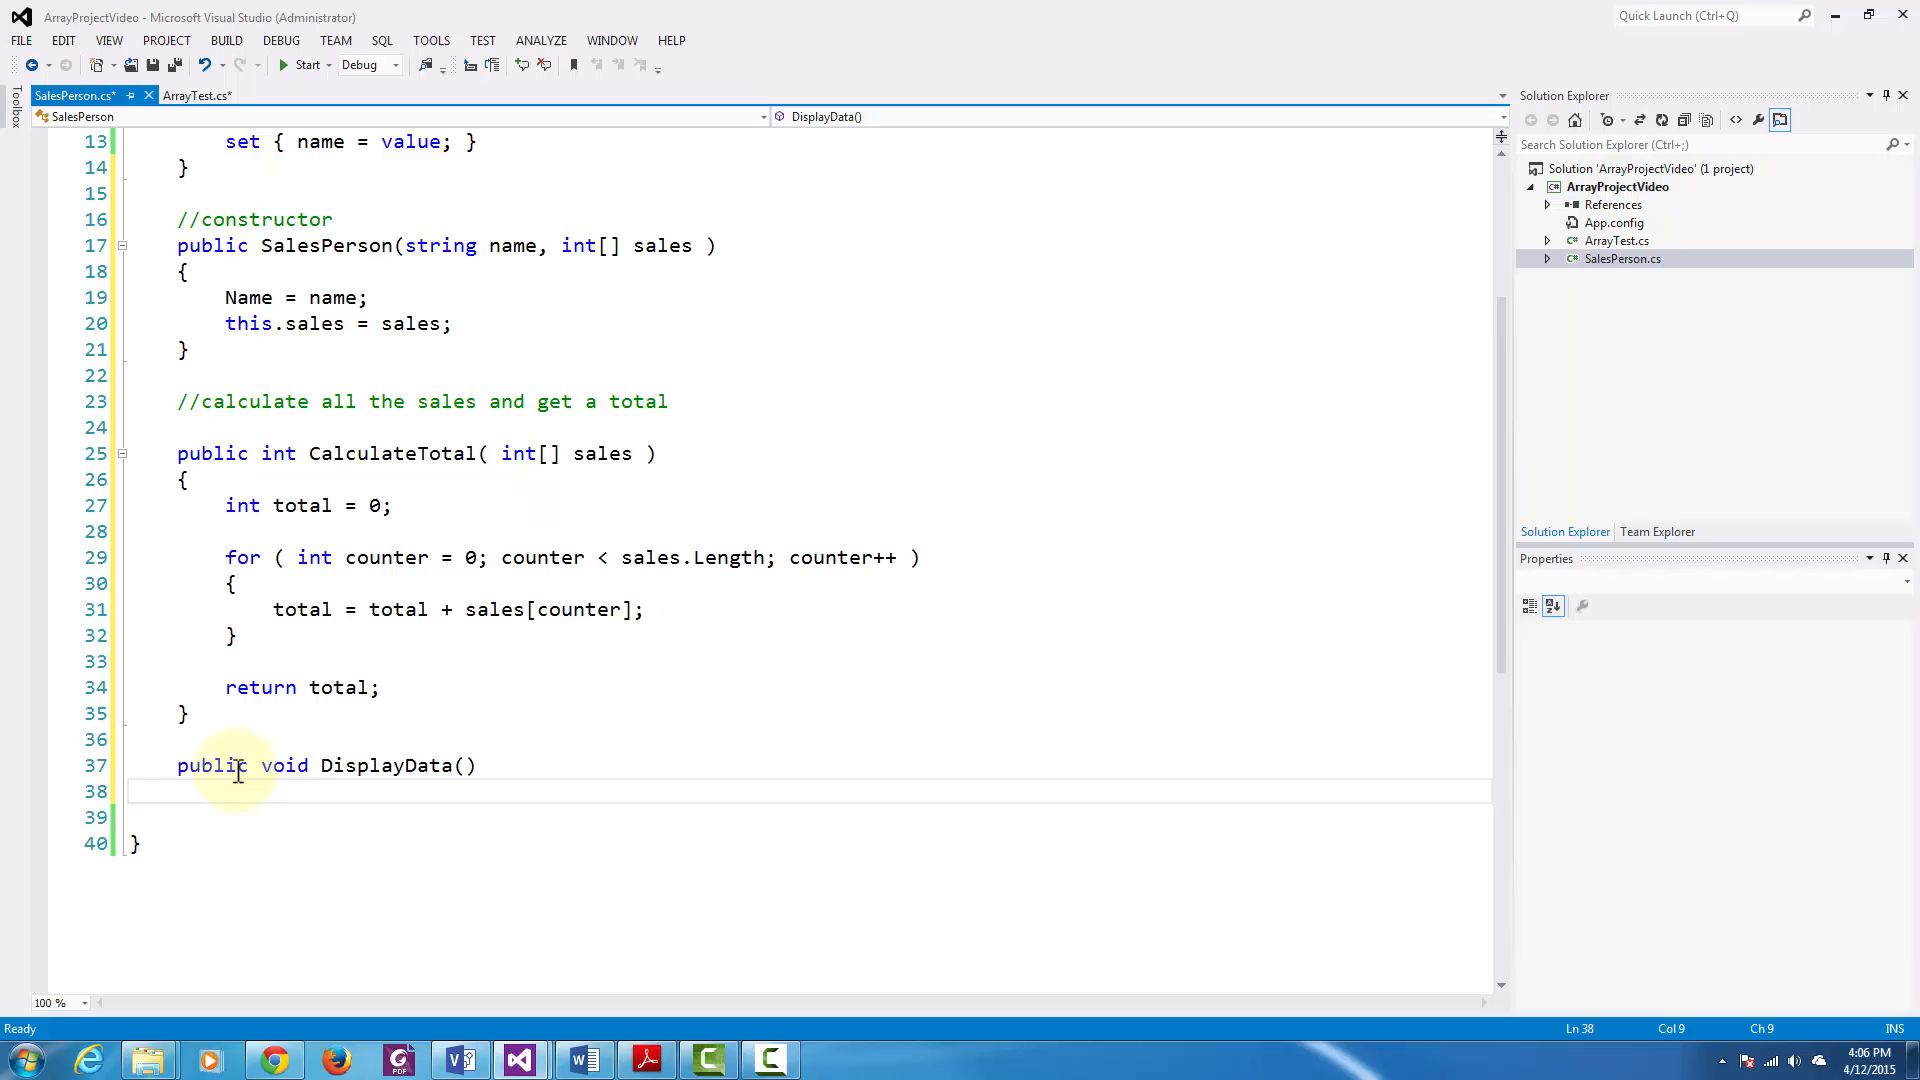 ArrayProjectVideo - Microsoft Visual Studio (Administrator)
Quick Launch (Ctrl+Q)
FILE EDIT VIEW PROJECT BUILD DEBUG TEAM SQL TOOLS TEST ANALYZE WINDOW HELP
Start Debug
Toolbox
SalesPerson.cs* ArrayTest.cs*
SalesPerson DisplayData()
13 set { name = value; }
14 }
15
16 //constructor
17 public SalesPerson(string name, int[] sales )
18 {
19 Name = name;
20 this.sales = sales;
21 }
22
23 //calculate all the sales and get a total
24
25 public int CalculateTotal( int[] sales )
26 {
27 int total = 0;
28
29 for ( int counter = 0; counter < sales.Length; counter++ )
30 {
31 total = total + sales[counter];
32 }
33
34 return total;
35 }
36
37 public void DisplayData()
38
39
40 }
100 %
Solution Explorer
Search Solution Explorer (Ctrl+;)
Solution 'ArrayProjectVideo' (1 project)
C# ArrayProjectVideo
References
App.config
C# ArrayTest.cs
C# SalesPerson.cs
Solution Explorer Team Explorer
Properties
Ready Ln 38 Col 9 Ch 9 INS
PDF
4:06 PM
4/12/2015